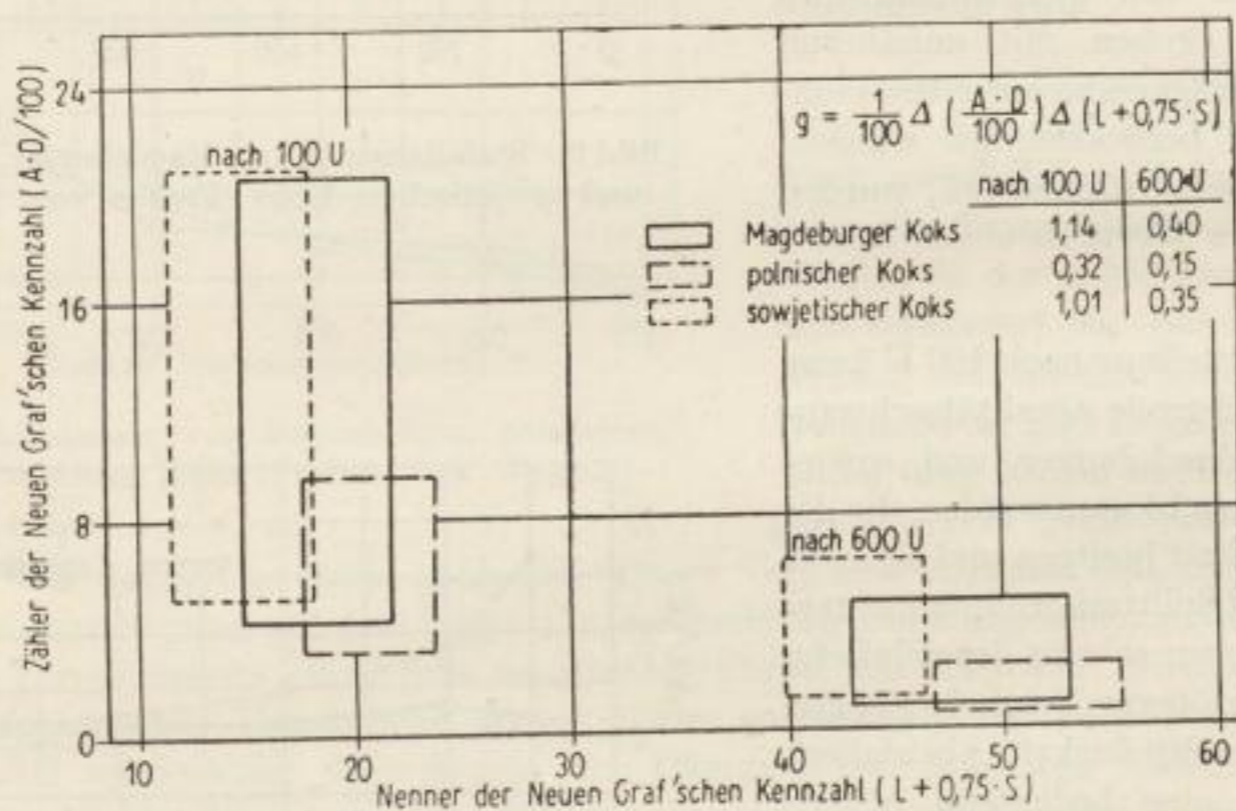 Zähler der Neuen Graf'schen Kennzahl (A·D/100)
24
16
8
0
nach 100 U
g = 1/100 Δ (A·D/100) Δ (L+0,75·S)
nach 100 U 600 U
Magdeburger Koks 1,14 0,40
polnischer Koks 0,32 0,15
sowjetischer Koks 1,01 0,35
nach 600 U
10 20 30 40 50 60
Nenner der Neuen Graf'schen Kennzahl (L+0,75·S)